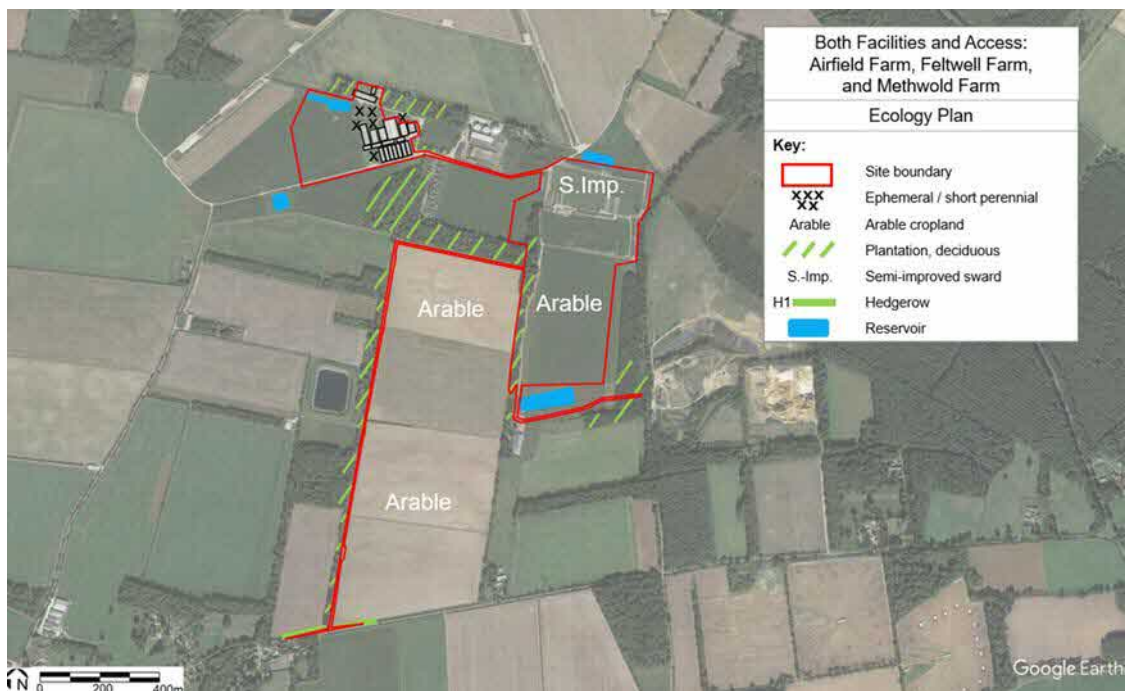 Both Facilities and Access:
Airfield Farm, Feltwell Farm,
and Methwold Farm
Ecology Plan
Key:
Site boundary
XXX
XX
Ephemeral / short perennial
Arable
Arable cropland
Plantation, deciduous
S.-Imp.
Semi-improved sward
H1
Hedgerow
Reservoir
S.Imp.
Arable
Arable
Arable
N
0
200
400m
Google Earth